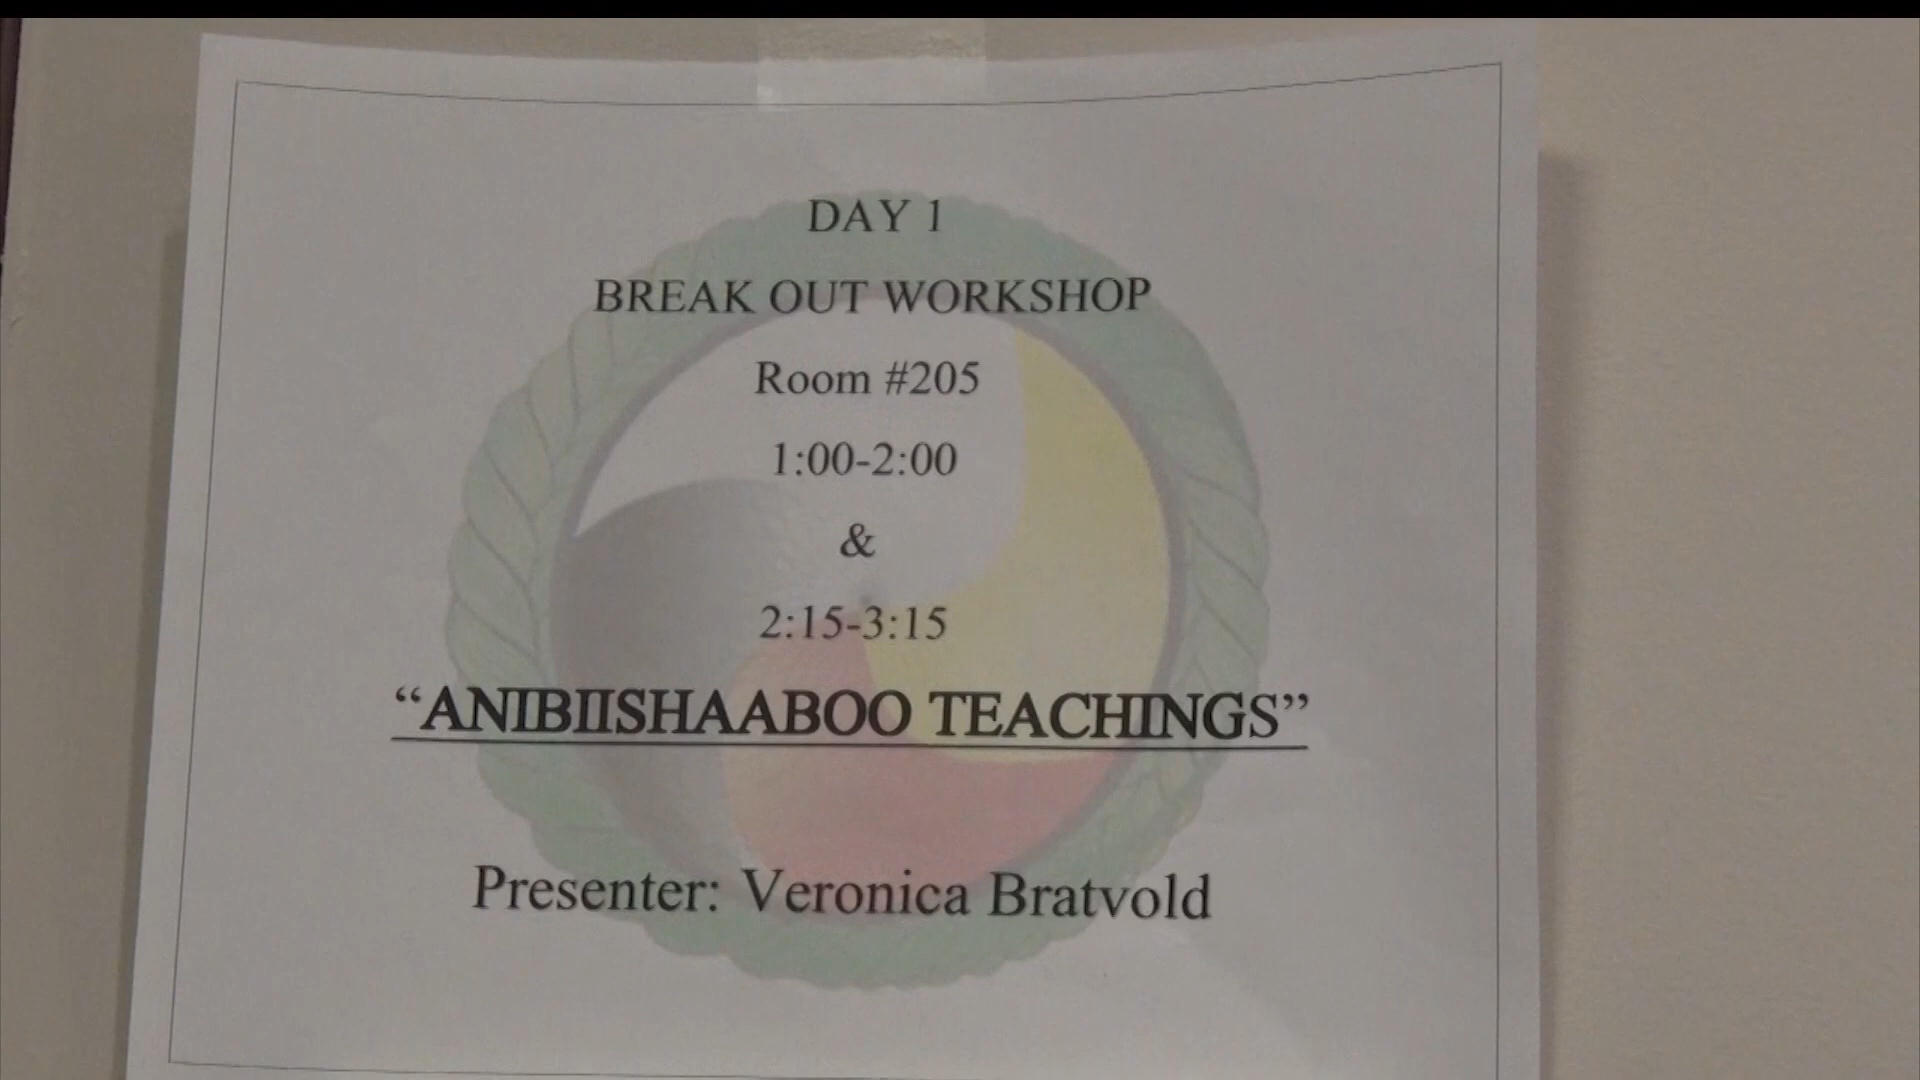 DAY 1
BREAK OUT WORKSHOP
Room #205
1:00-2:00
&
2:15-3:15
“ANIBIISHAABOO TEACHINGS”
Presenter: Veronica Bratvold